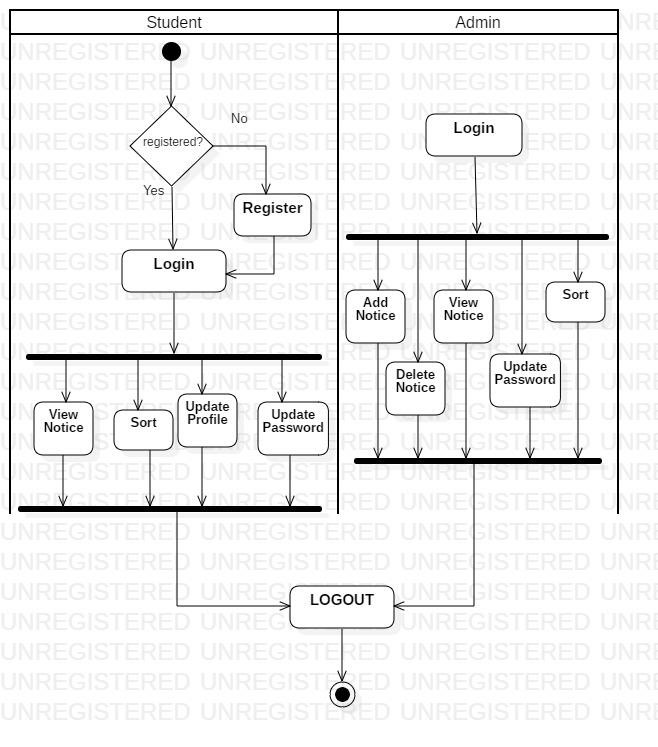 Student
Admin
No
registered?
Yes
Register
Login
Login
View
Notice
Sort
Update
Profile
Update
Password
Add
Notice
Delete
Notice
View
Notice
Update
Password
Sort
LOGOUT
UNREGISTERED